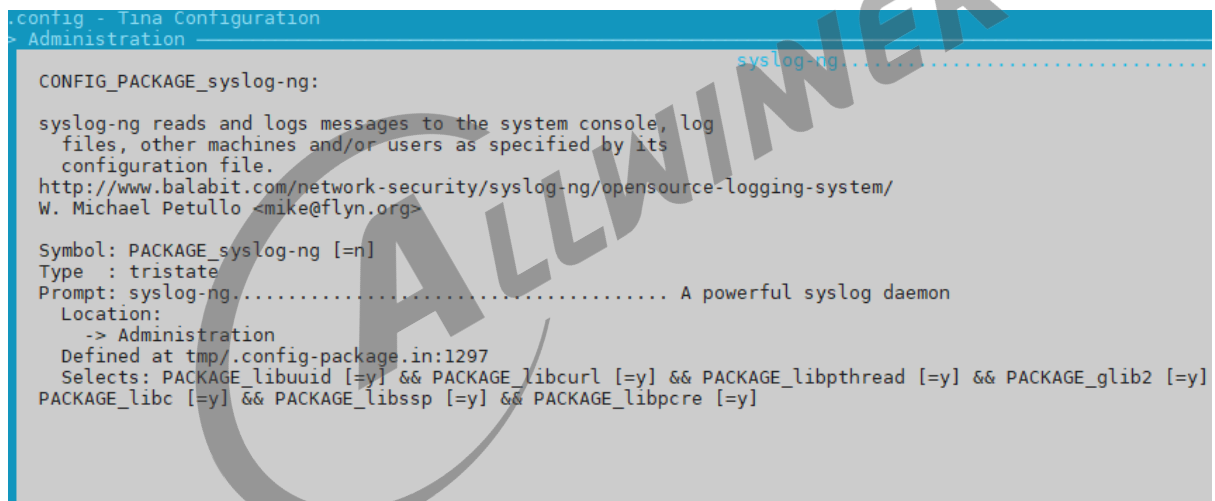 .config - Tina Configuration
> Administration
syslog-ng..................................
CONFIG_PACKAGE_syslog-ng:
syslog-ng reads and logs messages to the system console, log
files, other machines and/or users as specified by its
configuration file.
http://www.balabit.com/network-security/syslog-ng/opensource-logging-system/
W. Michael Petullo <mike@flyn.org>
Symbol: PACKAGE_syslog-ng [=n]
Type  : tristate
Prompt: syslog-ng....................................... A powerful syslog daemon
Location:
-> Administration
Defined at tmp/.config-package.in:1297
Selects: PACKAGE_libuuid [=y] && PACKAGE_libcurl [=y] && PACKAGE_libpthread [=y] && PACKAGE_glib2 [=y]
PACKAGE_libc [=y] && PACKAGE_libssp [=y] && PACKAGE_libpcre [=y]
ALLWINNER